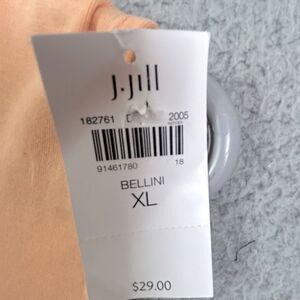 J.Jill
182761 D 2005
91461780 18
BELLINI
XL
$29.00